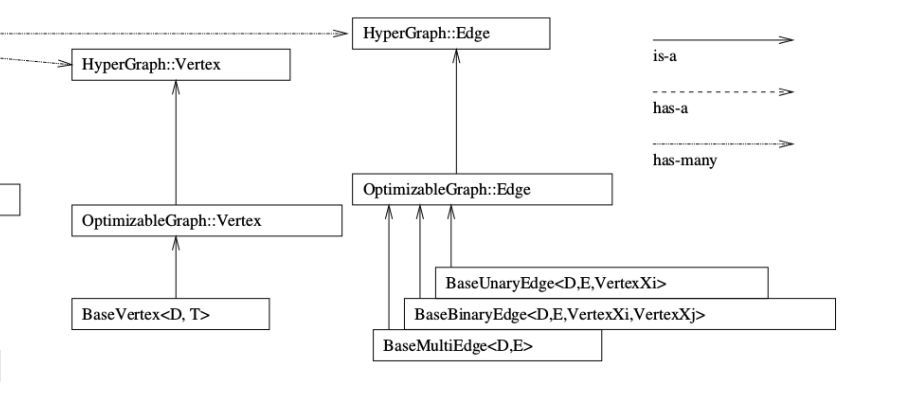 HyperGraph::Edge
HyperGraph::Vertex
is-a
has-a
has-many
OptimizableGraph::Edge
OptimizableGraph::Vertex
BaseUnaryEdge<D,E,VertexXi>
BaseVertex<D, T>
BaseBinaryEdge<D,E,VertexXi,VertexXj>
BaseMultiEdge<D,E>